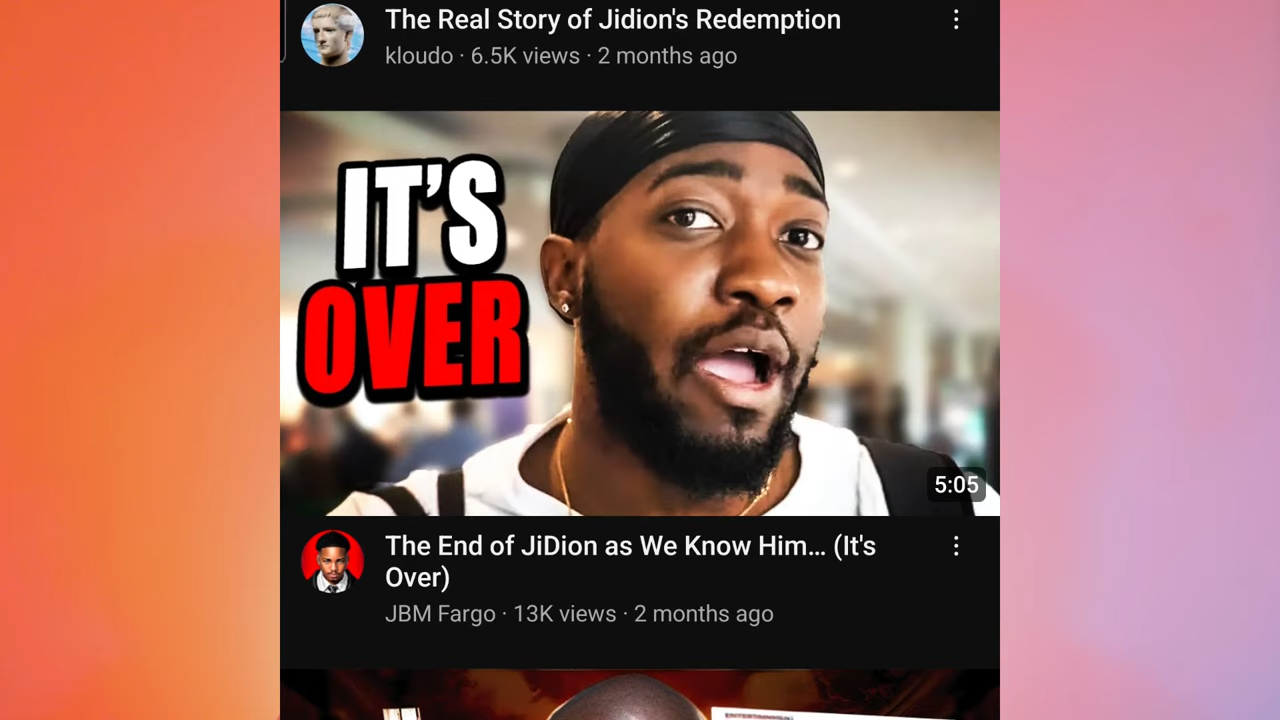 The Real Story of Jidion's Redemption
kloudo · 6.5K views · 2 months ago
IT'S
OVER
5:05
The End of JiDion as We Know Him... (It's
Over)
JBM Fargo · 13K views · 2 months ago